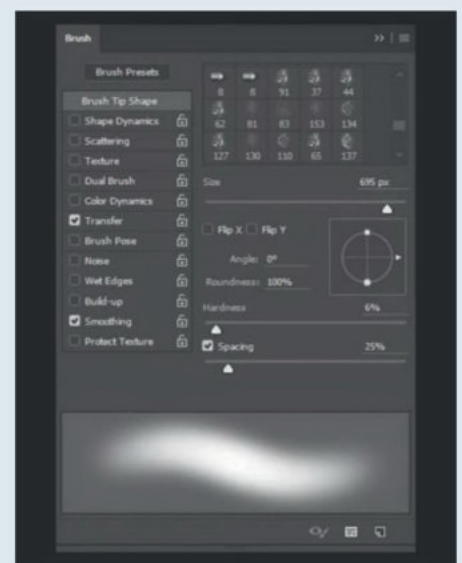 Brush
Brush Presets
Brush Tip Shape
Shape Dynamics
Scattering
Texture
Dual Brush
Color Dynamics
Transfer
Brush Pose
Noise
Wet Edges
Build-up
Smoothing
Protect Texture
8 8 91 37 44
62 81 83 153 134
127 130 110 65 137
Size 695 px
Flip X Flip Y
Angle: 0°
Roundness: 100%
Hardness 6%
Spacing 25%